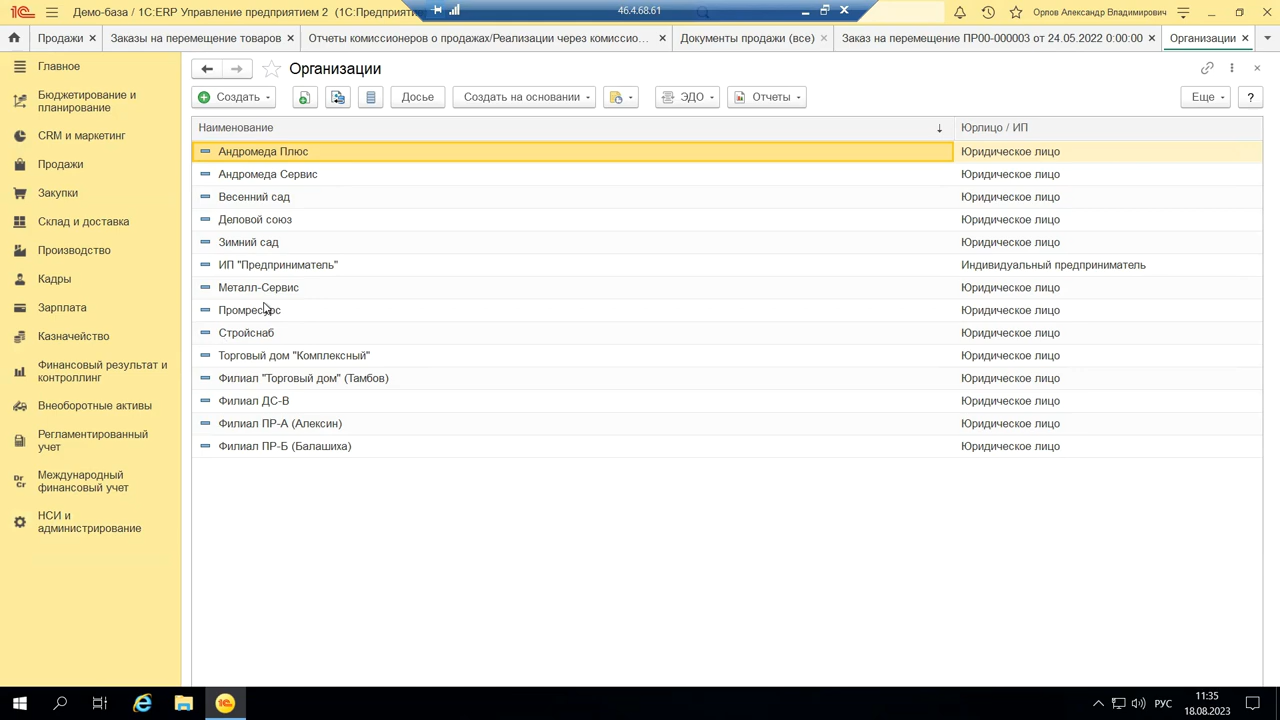 Демо-база / 1С:ERP Управление предприятием 2 (1С:Предприяти
46.4.68.61
Орлов Александр Владимирович
Продажи
Заказы на перемещение товаров
Отчеты комиссионеров о продажах/Реализации через комиссио...
Документы продажи (все)
Заказ на перемещение ПР00-000003 от 24.05.2022 0:00:00
Организации
Главное
Бюджетирование и
планирование
CRM и маркетинг
Продажи
Закупки
Склад и доставка
Производство
Кадры
Зарплата
Казначейство
Финансовый результат и
контроллинг
Внеоборотные активы
Регламентированный
учет
Dr
Cr
Международный
финансовый учет
НСИ и
администрирование
Организации
Создать
Досье
Создать на основании
ЭДО
Отчеты
Еще
?
Наименование
Юрлицо / ИП
Андромеда Плюс
Юридическое лицо
Андромеда Сервис
Юридическое лицо
Весенний сад
Юридическое лицо
Деловой союз
Юридическое лицо
Зимний сад
Юридическое лицо
ИП "Предприниматель"
Индивидуальный предприниматель
Металл-Сервис
Юридическое лицо
Промресурс
Юридическое лицо
Стройснаб
Юридическое лицо
Торговый дом "Комплексный"
Юридическое лицо
Филиал "Торговый дом" (Тамбов)
Юридическое лицо
Филиал ДС-В
Юридическое лицо
Филиал ПР-А (Алексин)
Юридическое лицо
Филиал ПР-Б (Балашиха)
Юридическое лицо
РУС
11:35
18.08.2023